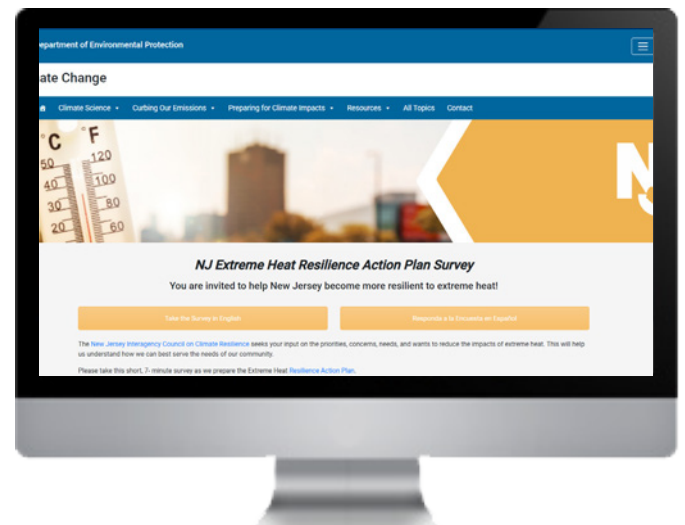 epartment of Environmental Protection
ate Change
Climate Science Curbing Our Emissions Preparing for Climate Impacts Resources All Topics Contact
°C °F
50 120
40 100
30 80
20 60
N
NJ Extreme Heat Resilience Action Plan Survey
You are invited to help New Jersey become more resilient to extreme heat!
Take the Survey in English Responda a la Encuesta en Español
The New Jersey Interagency Council on Climate Resilience seeks your input on the priorities, concerns, needs, and wants to reduce the impacts of extreme heat. This will help
us understand how we can best serve the needs of our community.
Please take this short, 7- minute survey as we prepare the Extreme Heat Resilience Action Plan.